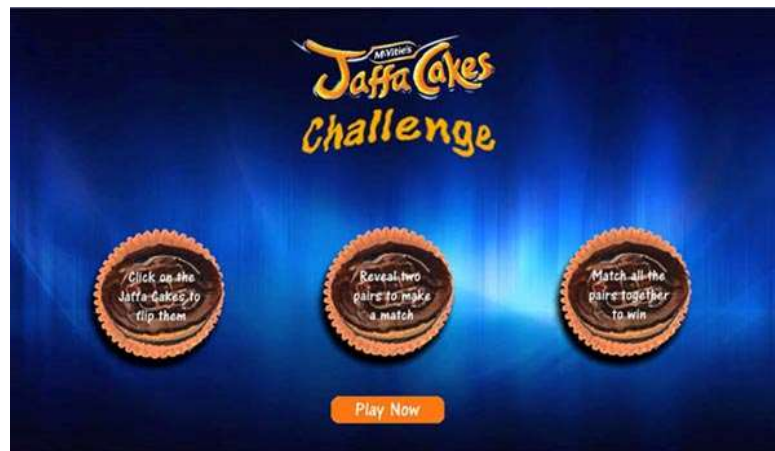 McVitie's
Jaffa Cakes
Challenge
Click on the
Jaffa Cakes to
flip them
Reveal two
pairs to make
a match
Match all the
pairs together
to win
Play Now